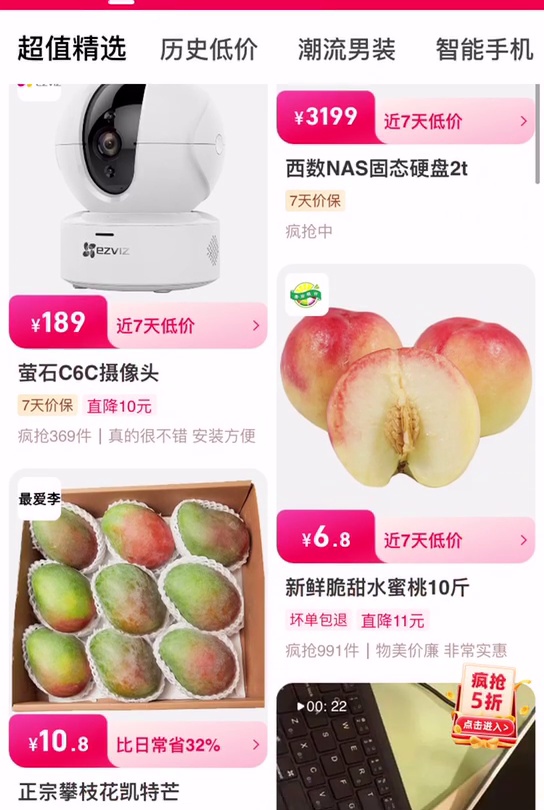 超值精选
历史低价
潮流男装
智能手机
ezviz
¥189
近7天低价
萤石C6C摄像头
7天价保
直降10元
疯抢369件｜真的很不错 安装方便
最爱李
¥10.8
比日常省32%
正宗攀枝花凯特芒
¥3199
近7天低价
西数NAS固态硬盘2t
7天价保
疯抢中
¥6.8
近7天低价
新鲜脆甜水蜜桃10斤
坏单包退
直降11元
疯抢991件｜物美价廉 非常实惠
00: 22
疯抢
5折
点击进入>